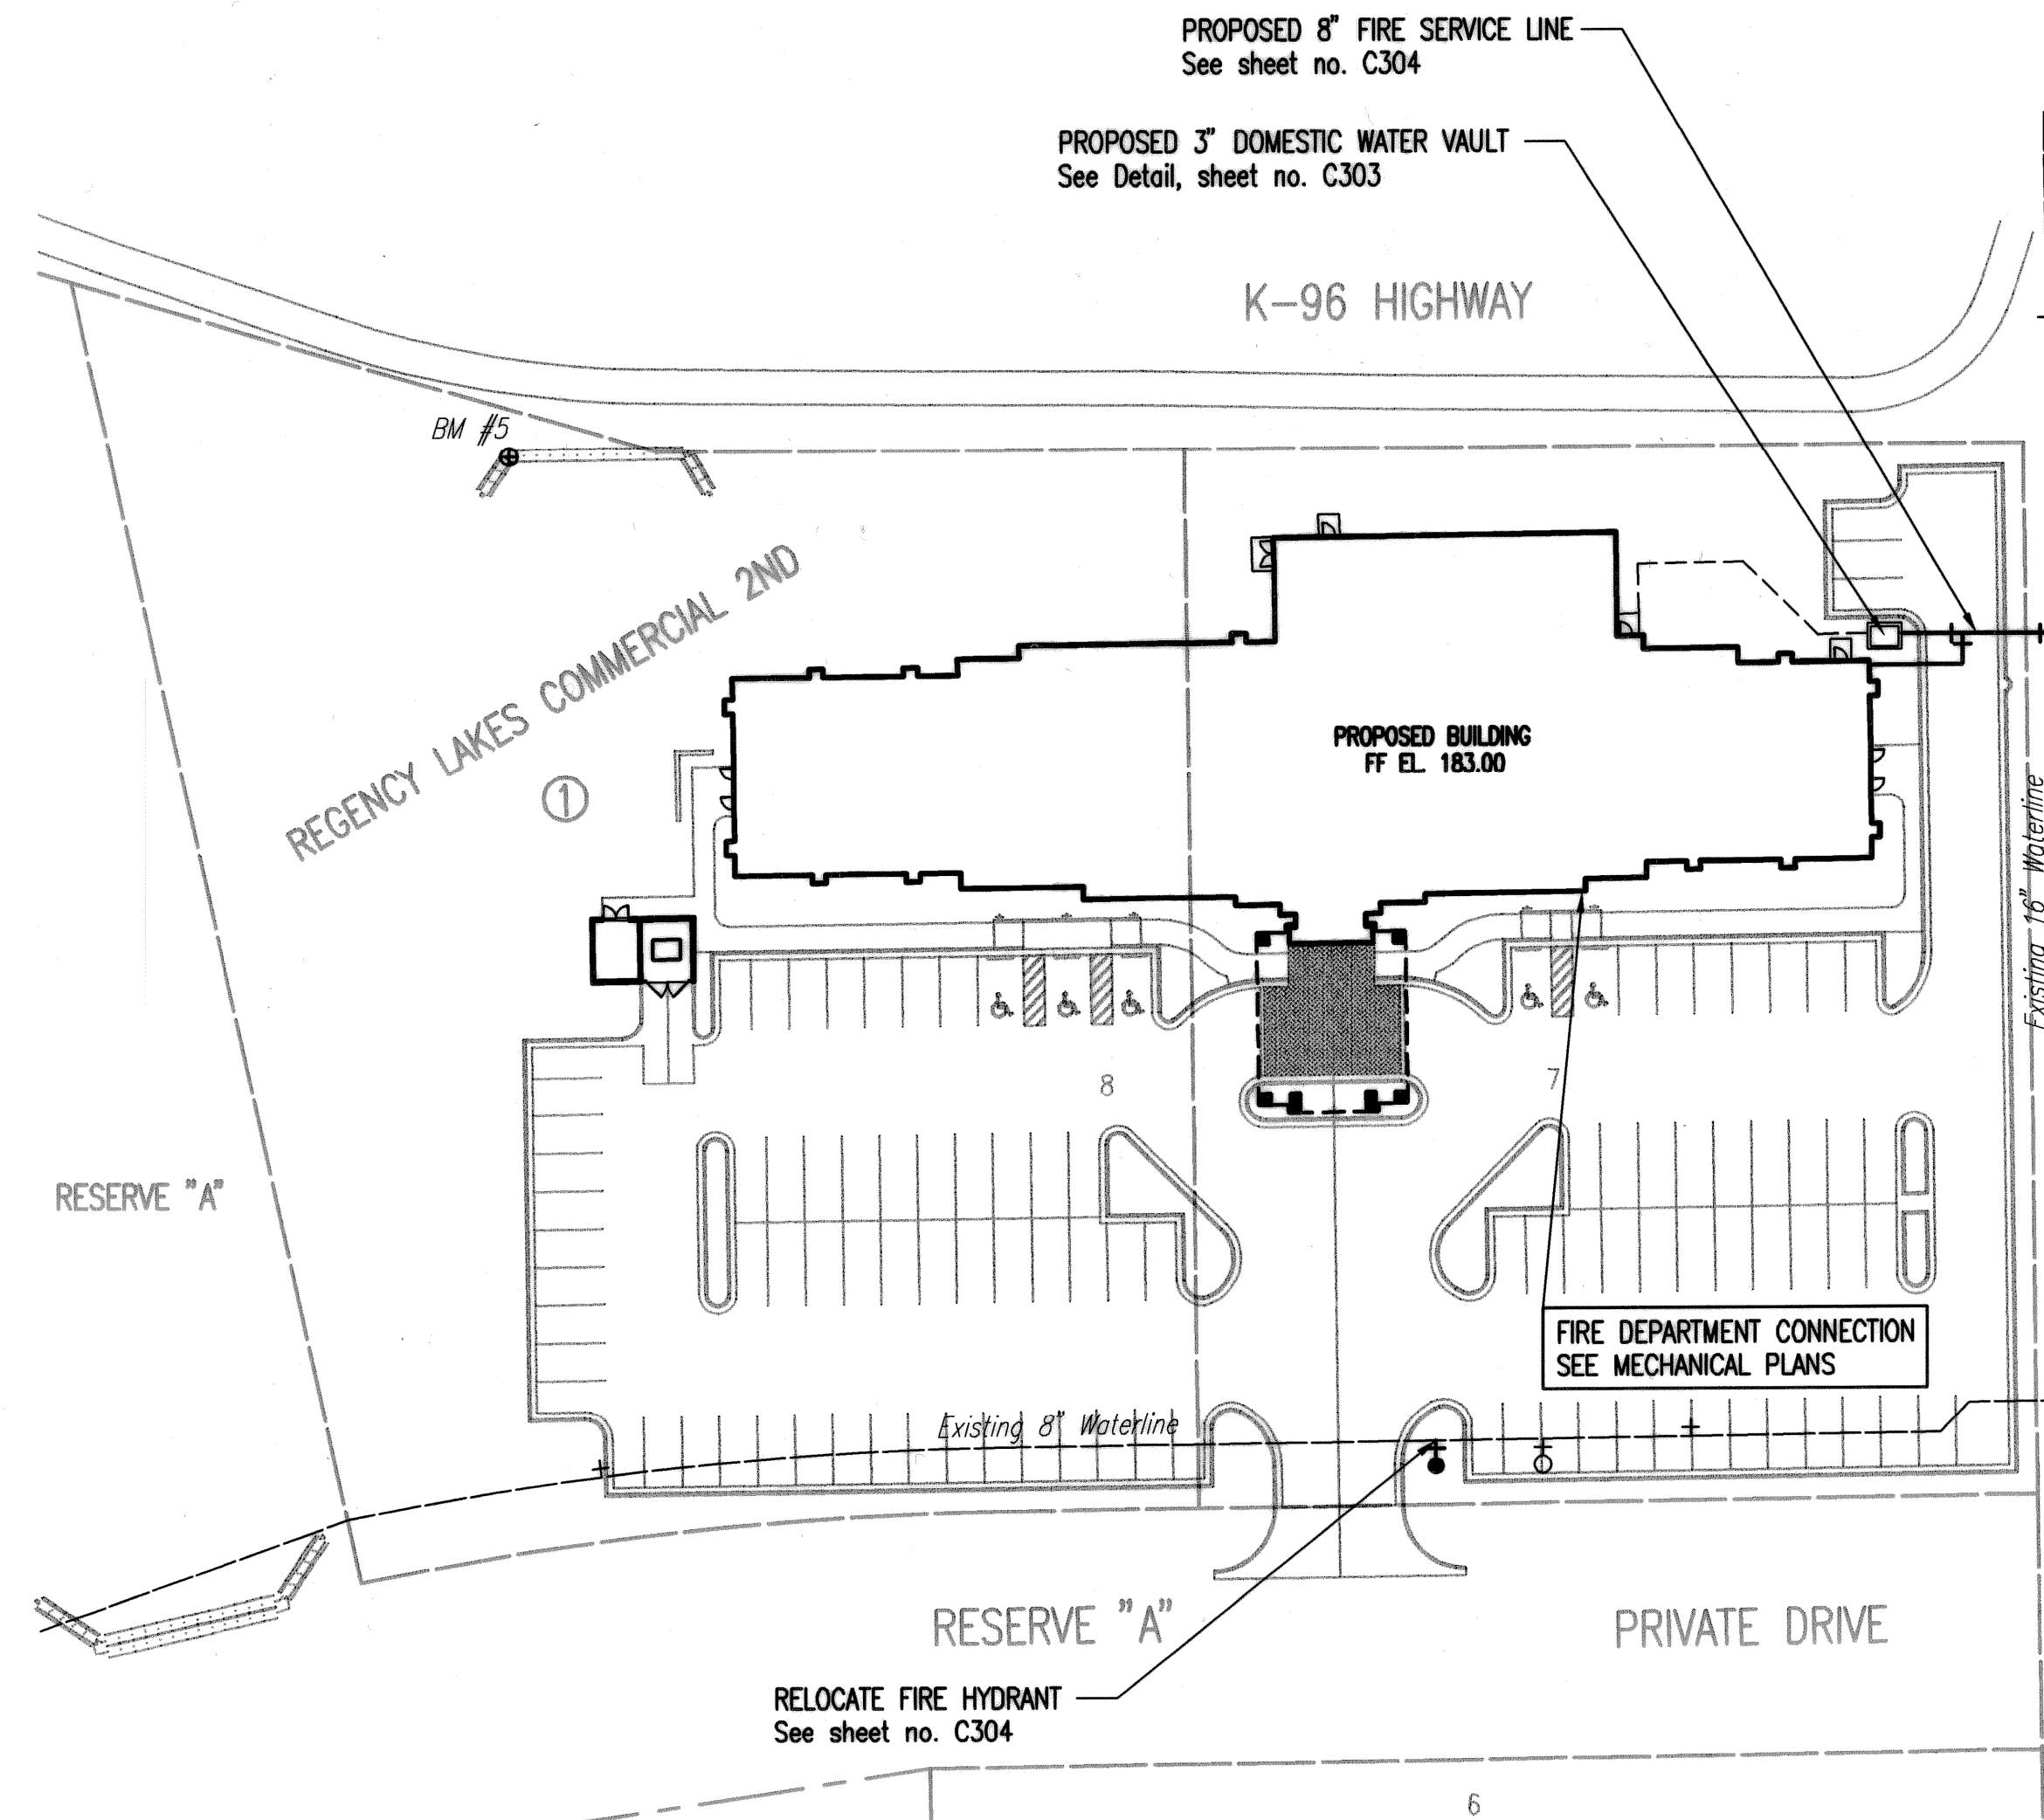 PROPOSED 8" FIRE SERVICE LINE
See sheet no. C304
PROPOSED 3" DOMESTIC WATER VAULT
See Detail, sheet no. C303
K-96 HIGHWAY
BM #5
REGENCY LAKES COMMERCIAL 2ND
1
PROPOSED BUILDING
FF EL. 183.00
Existing 16" Waterline
8
7
RESERVE "A"
FIRE DEPARTMENT CONNECTION
SEE MECHANICAL PLANS
Existing 8" Waterline
RESERVE "A"
PRIVATE DRIVE
RELOCATE FIRE HYDRANT
See sheet no. C304
6